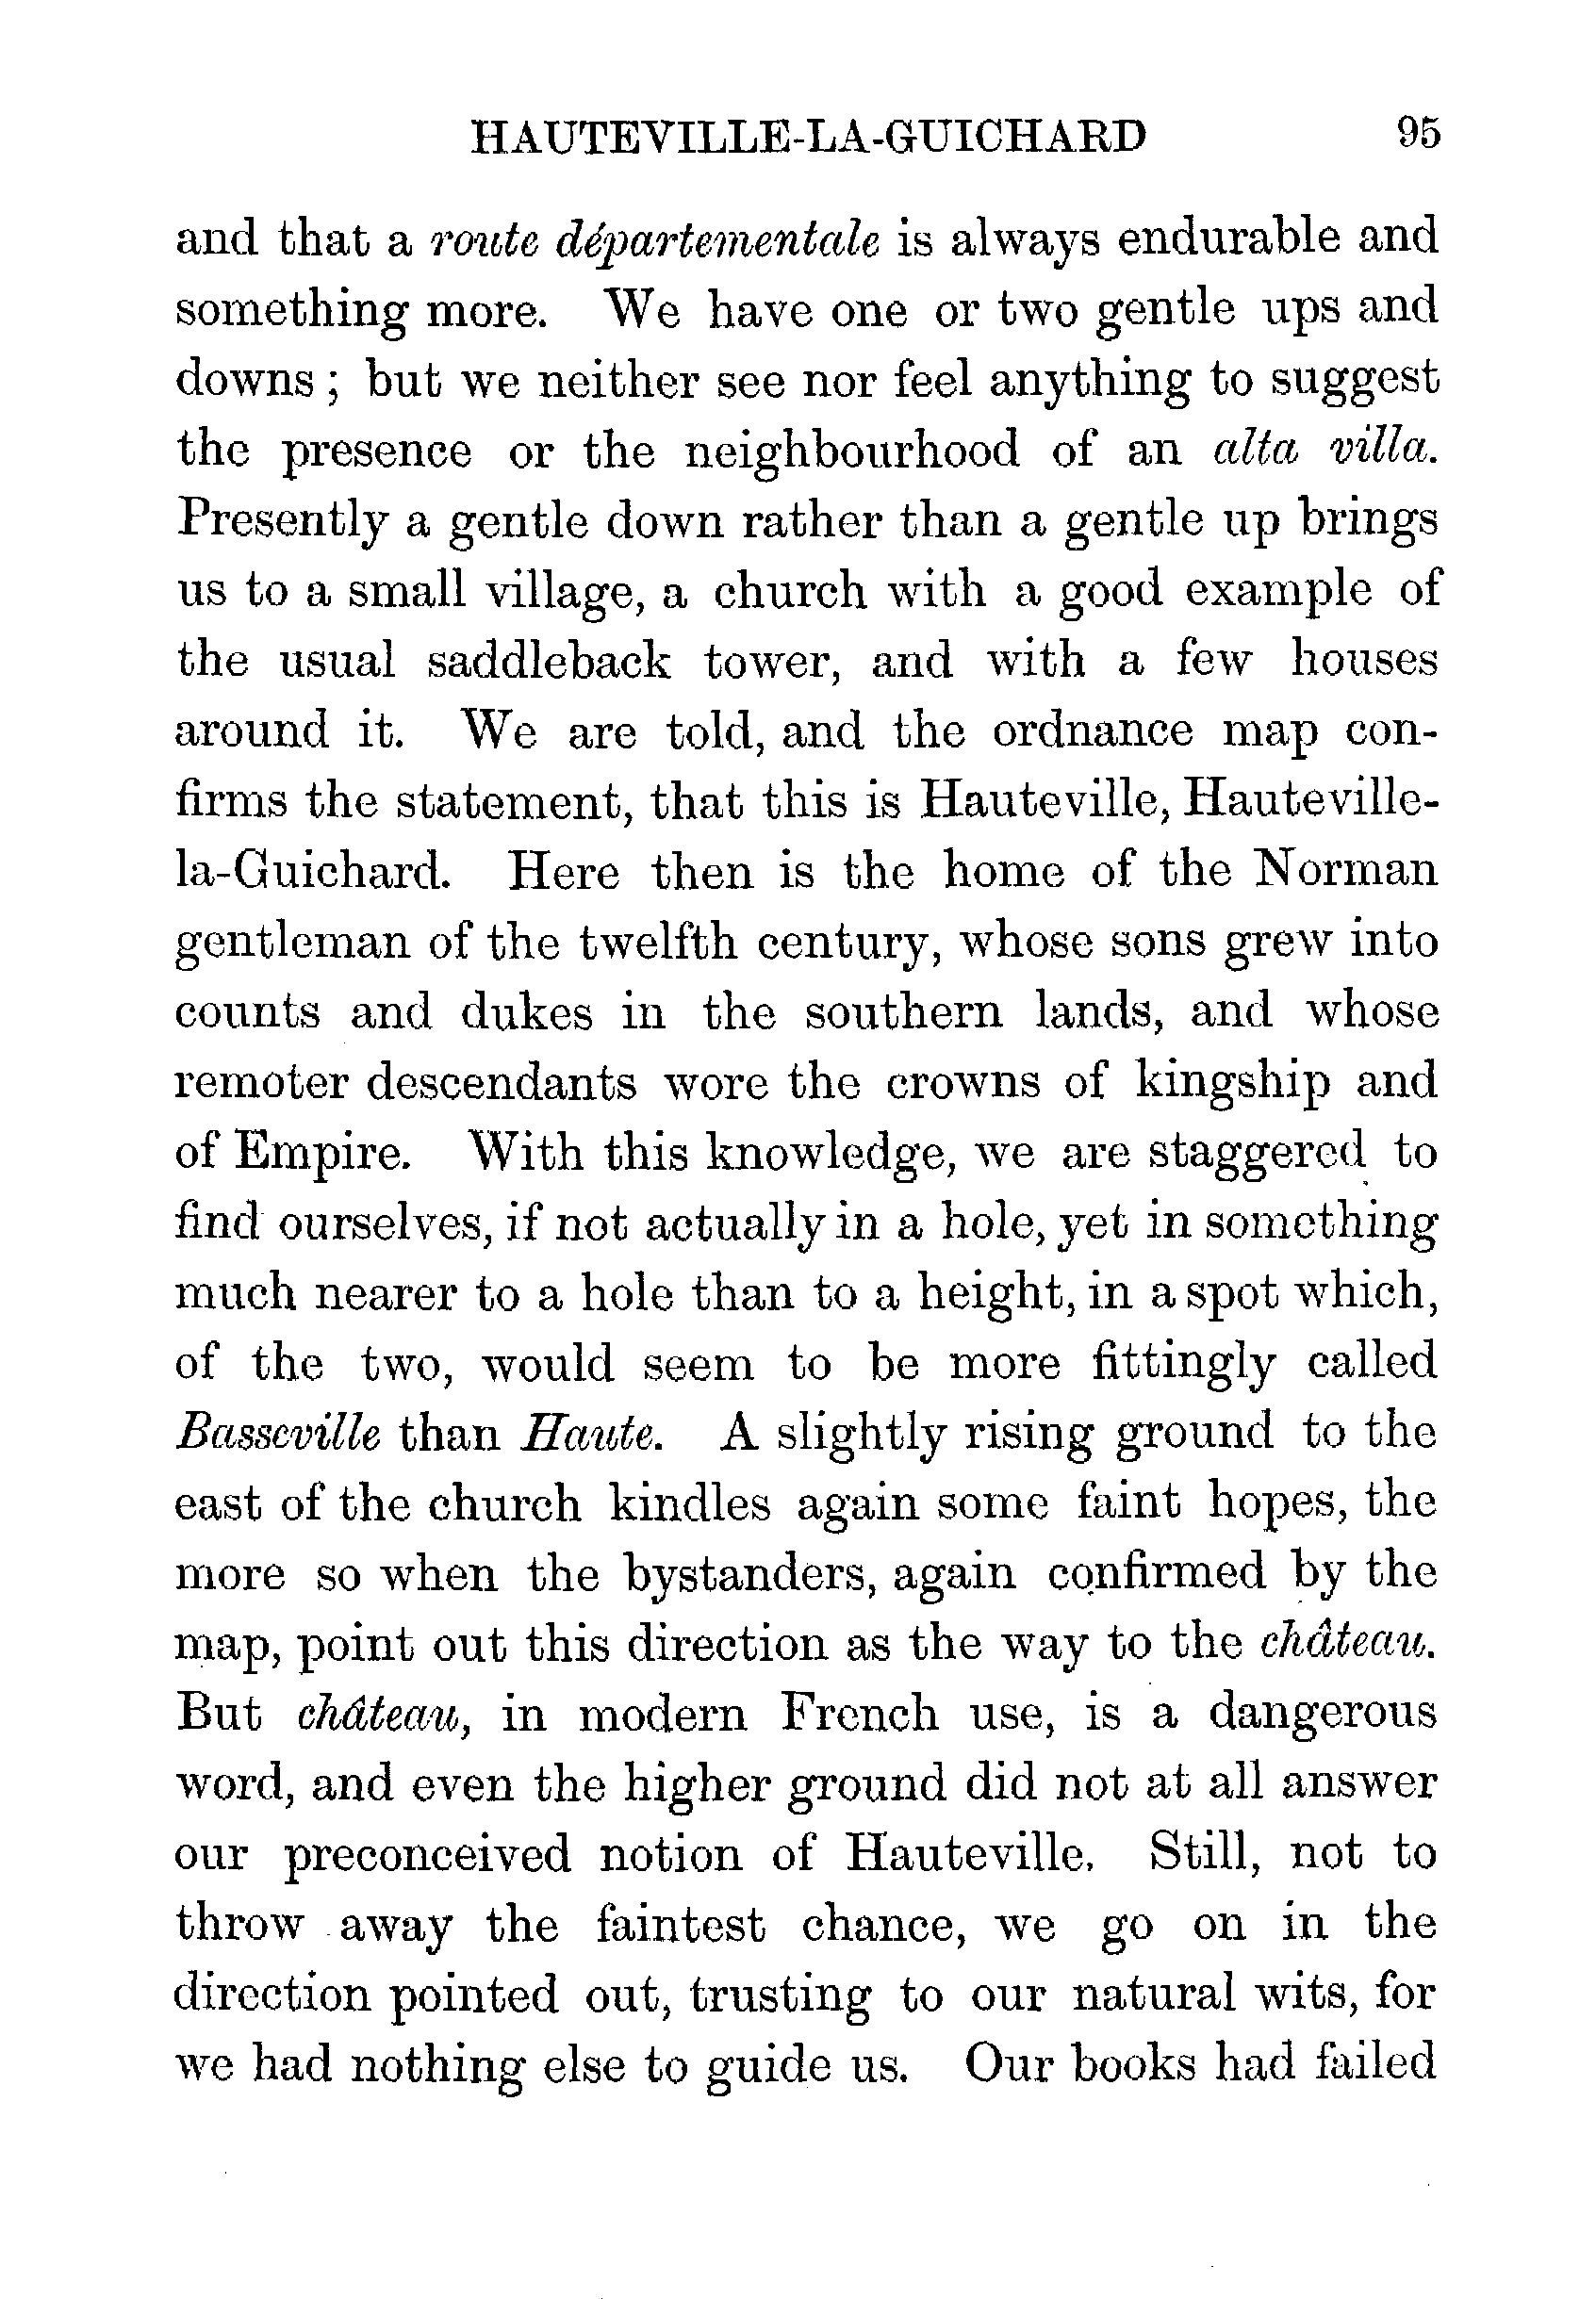 HAUTEVILLE-LA-GUICHARD 95
and that a route départementale is always endurable and
something more. We have one or two gentle ups and
downs ; but we neither see nor feel anything to suggest
the presence or the neighbourhood of an alta villa.
Presently a gentle down rather than a gentle up brings
us to a small village, a church with a good example of
the usual saddleback tower, and with a few houses
around it. We are told, and the ordnance map con-
firms the statement, that this is Hauteville, Hauteville-
la-Guichard. Here then is the home of the Norman
gentleman of the twelfth century, whose sons grew into
counts and dukes in the southern lands, and whose
remoter descendants wore the crowns of kingship and
of Empire. With this knowledge, we are staggered to
find ourselves, if not actually in a hole, yet in something
much nearer to a hole than to a height, in a spot which,
of the two, would seem to be more fittingly called
Basseville than Haute. A slightly rising ground to the
east of the church kindles again some faint hopes, the
more so when the bystanders, again confirmed by the
map, point out this direction as the way to the château.
But château, in modern French use, is a dangerous
word, and even the higher ground did not at all answer
our preconceived notion of Hauteville. Still, not to
throw away the faintest chance, we go on in the
direction pointed out, trusting to our natural wits, for
we had nothing else to guide us. Our books had failed